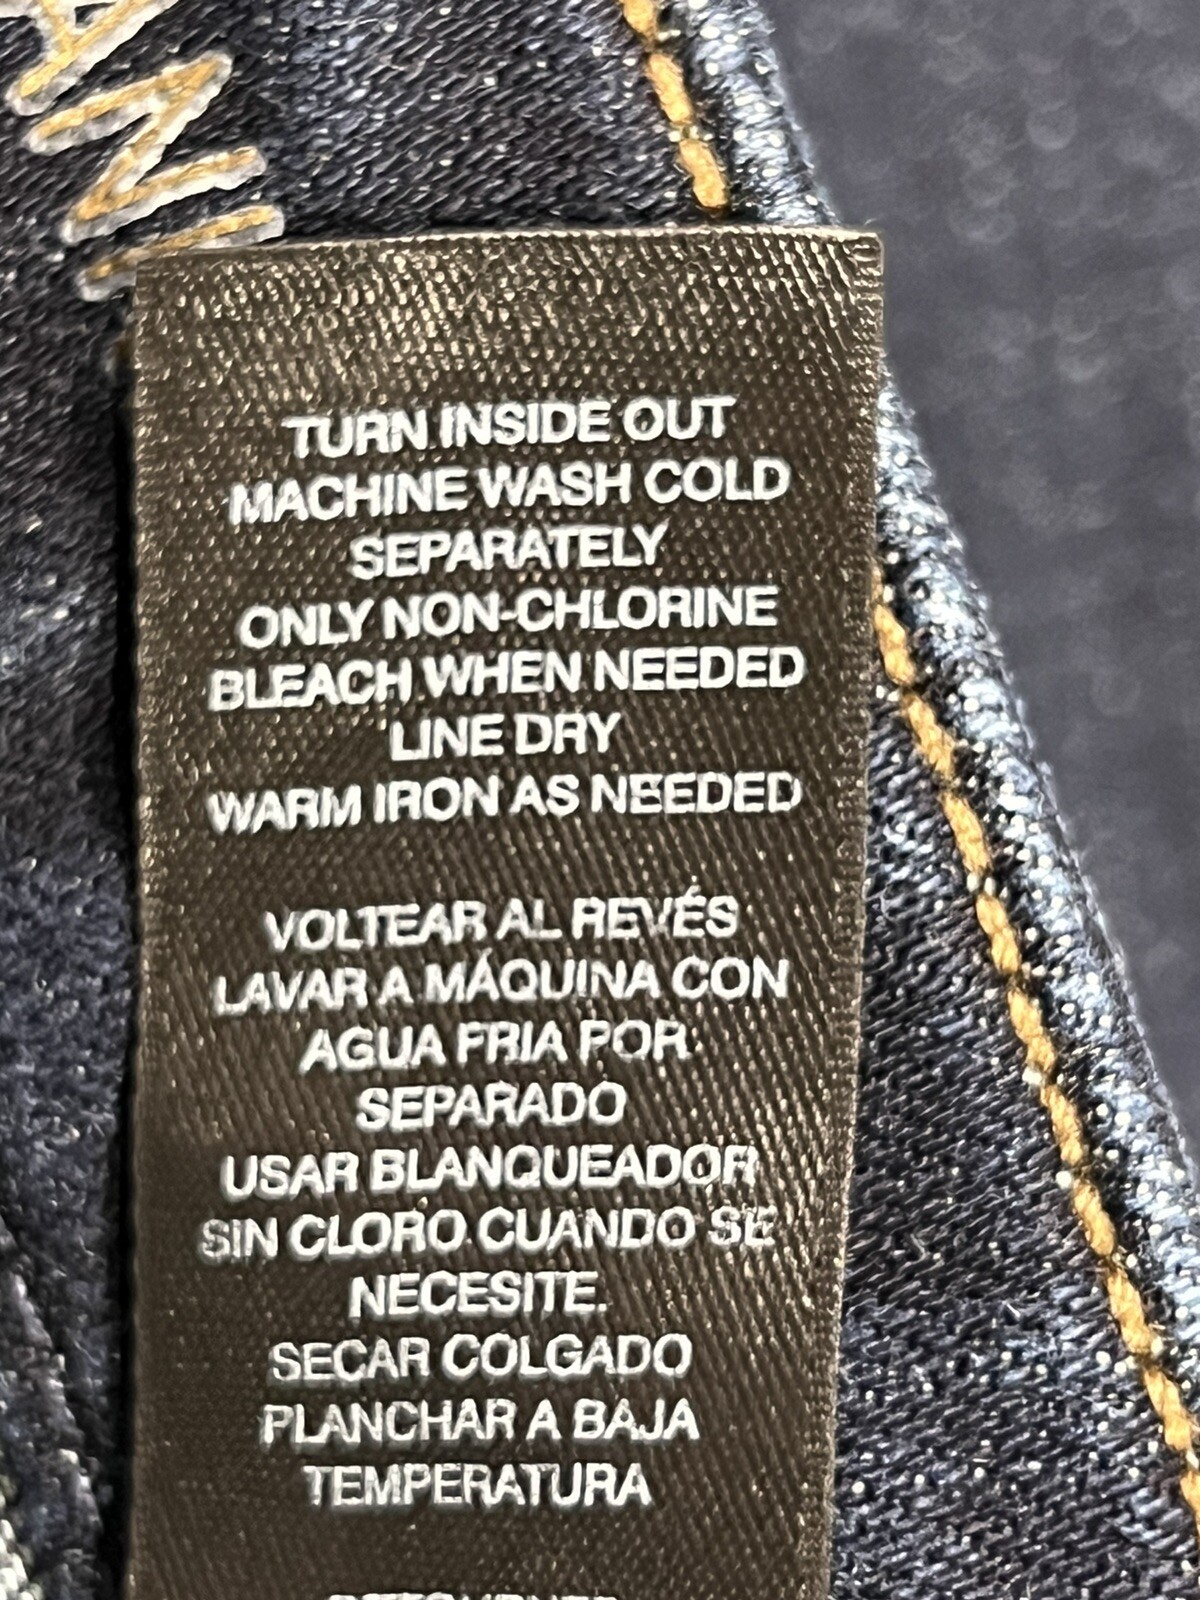 TURN INSIDE OUT
MACHINE WASH COLD
SEPARATELY
ONLY NON-CHLORINE
BLEACH WHEN NEEDED
LINE DRY
WARM IRON AS NEEDED
VOLTEAR AL REVÉS
LAVAR A MÁQUINA CON
AGUA FRIA POR
SEPARADO
USAR BLANQUEADOR
SIN CLORO CUANDO SE
NECESITE.
SECAR COLGADO
PLANCHAR A BAJA
TEMPERATURA